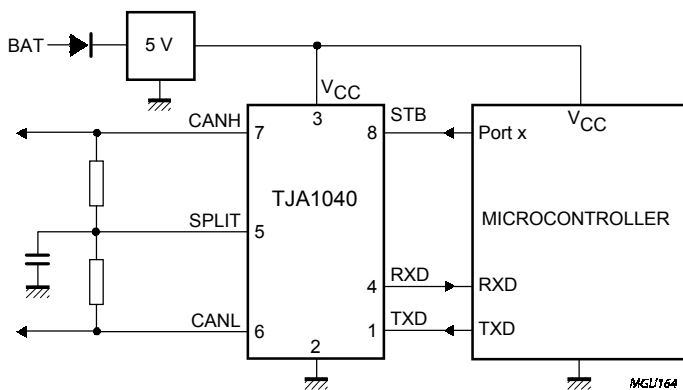 BAT
5 V
VCC
CANH
7
3
8
STB
Port x
VCC
TJA1040
SPLIT
5
MICROCONTROLLER
4
RXD
RXD
CANL
6
1
TXD
TXD
2
MGU164